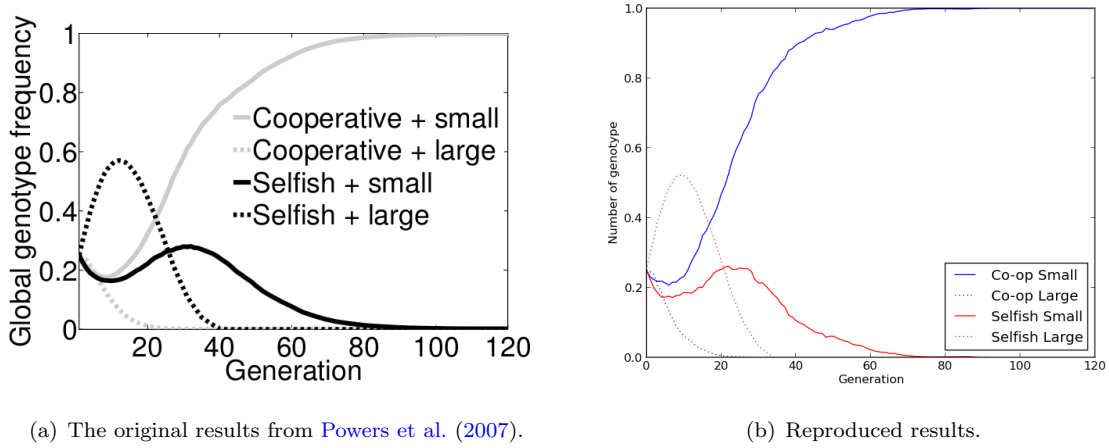 1
0.8
0.6
0.4
0.2
0
Global genotype frequency
Cooperative + small
Cooperative + large
Selfish + small
Selfish + large
20 40 60 80 100 120
Generation
(a) The original results from Powers et al. (2007).
1.0
0.8
0.6
0.4
0.2
0.0
Number of genotype
Co-op Small
Co-op Large
Selfish Small
Selfish Large
0 20 40 60 80 100 120
Generation
(b) Reproduced results.